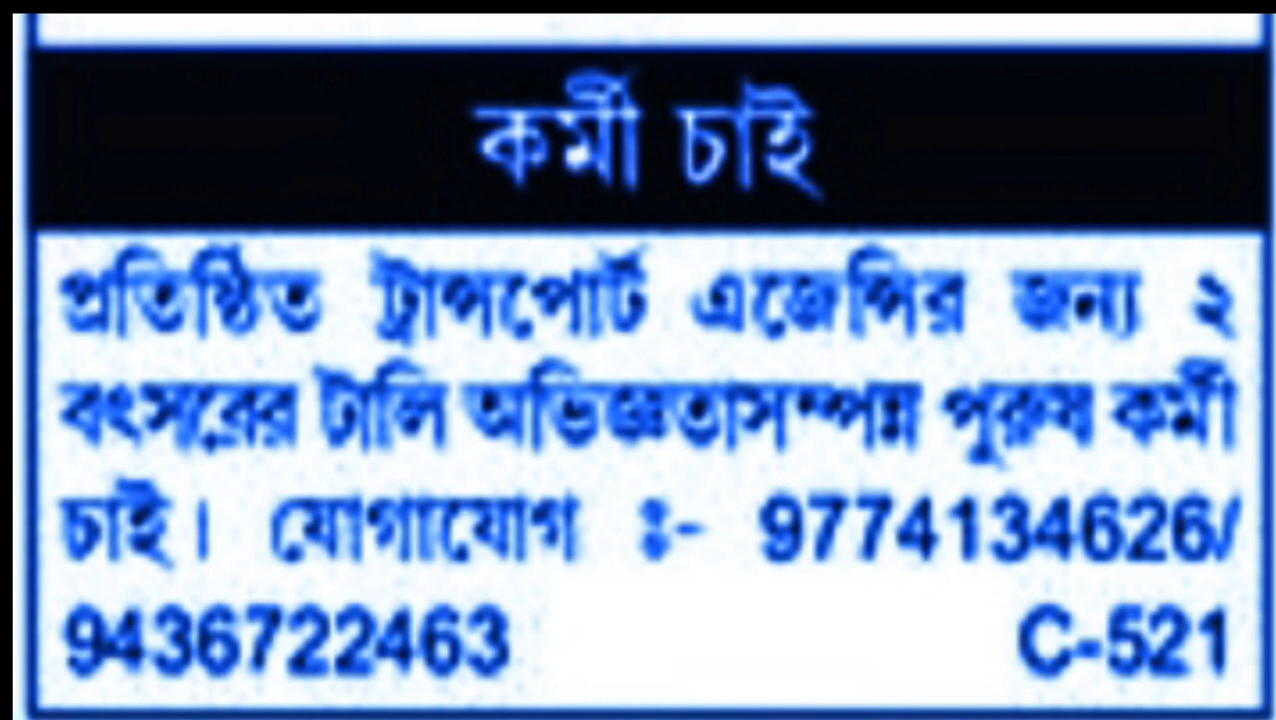 কর্মী চাই
প্রতিষ্ঠিত ট্রান্সপোর্ট এজেন্সির জন্য ২
বৎসরের টালি অভিজ্ঞতাসম্পন্ন পুরুষ কর্মী
চাই। যোগাযোগ ঃ- 9774134626/
9436722463 C-521